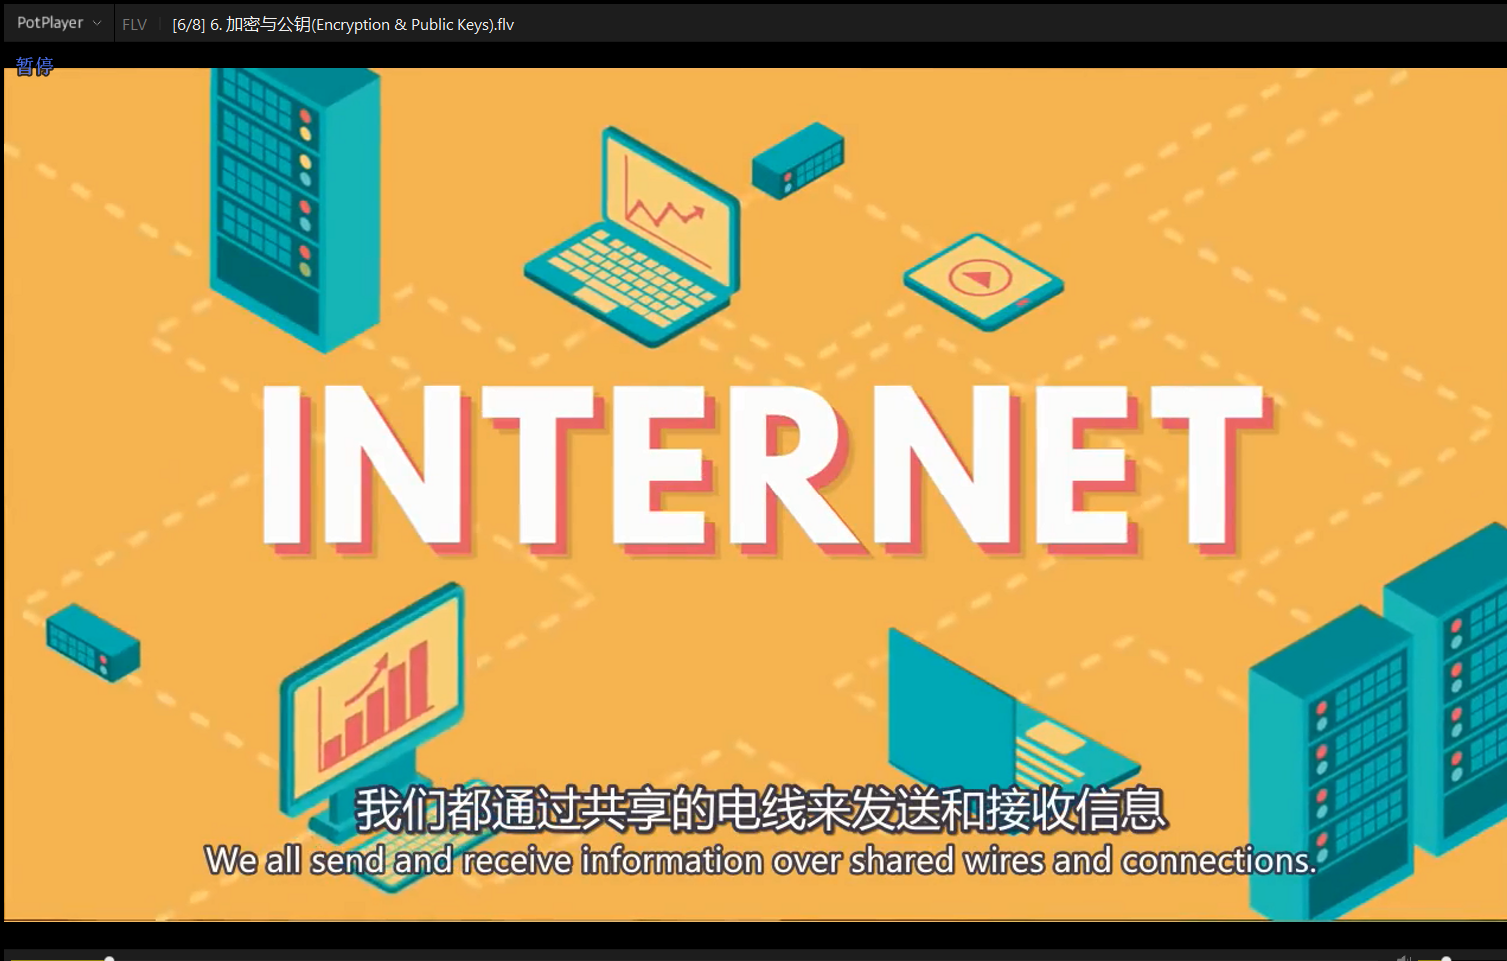 PotPlayer FLV [6/8] 6. 加密与公钥(Encryption & Public Keys).flv
暂停
INTERNET
我们都通过共享的电线来发送和接收信息
We all send and receive information over shared wires and connections.